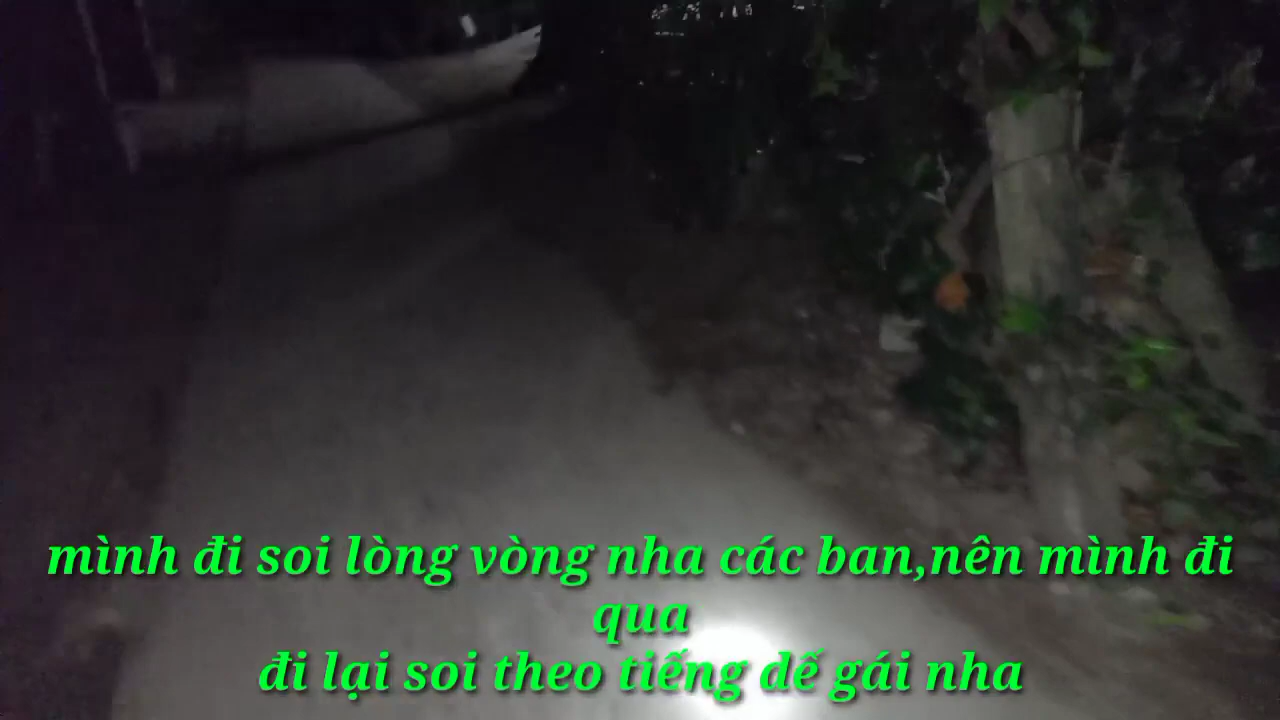 mình đi soi lòng vòng nha các ban,nên mình đi
qua
đi lại soi theo tiếng dế gái nha